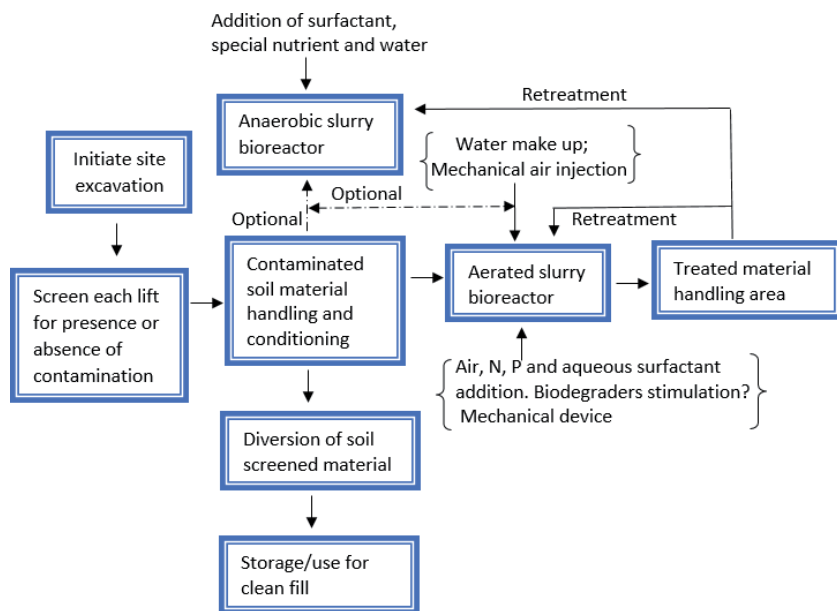 Addition of surfactant,
special nutrient and water
Retreatment
Anaerobic slurry
bioreactor
Initiate site
excavation
Water make up;
Mechanical air injection
Optional
Optional
Retreatment
Screen each lift
for presence or
absence of
contamination
Contaminated
soil material
handling and
conditioning
Aerated slurry
bioreactor
Treated material
handling area
Air, N, P and aqueous surfactant
addition. Biodegraders stimulation?
Mechanical device
Diversion of soil
screened material
Storage/use for
clean fill